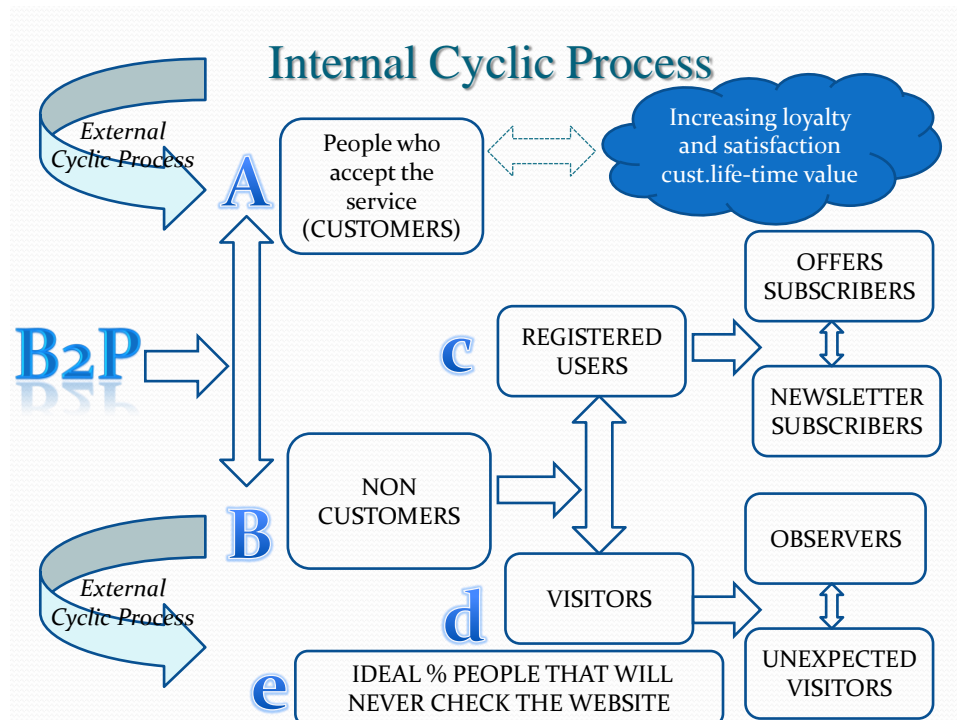 Internal Cyclic Process
External
Cyclic Process
A
People who
accept the
service
(CUSTOMERS)
Increasing loyalty
and satisfaction
cust.life-time value
B2P
c
REGISTERED
USERS
OFFERS
SUBSCRIBERS
NEWSLETTER
SUBSCRIBERS
B
NON
CUSTOMERS
External
Cyclic Process
d
VISITORS
OBSERVERS
UNEXPECTED
VISITORS
e
IDEAL % PEOPLE THAT WILL
NEVER CHECK THE WEBSITE